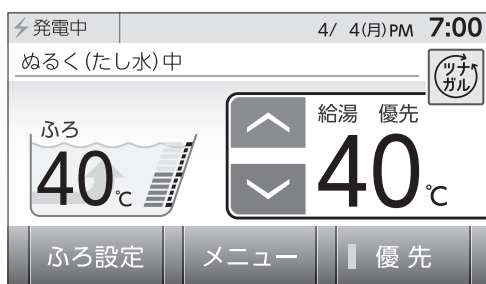 発電中 4/ 4(月)PM 7:00
ぬるく(たし水)中
ツナ
ガル
ふろ 給湯 優先
40℃ 40℃
ふろ設定 メニュー 優先